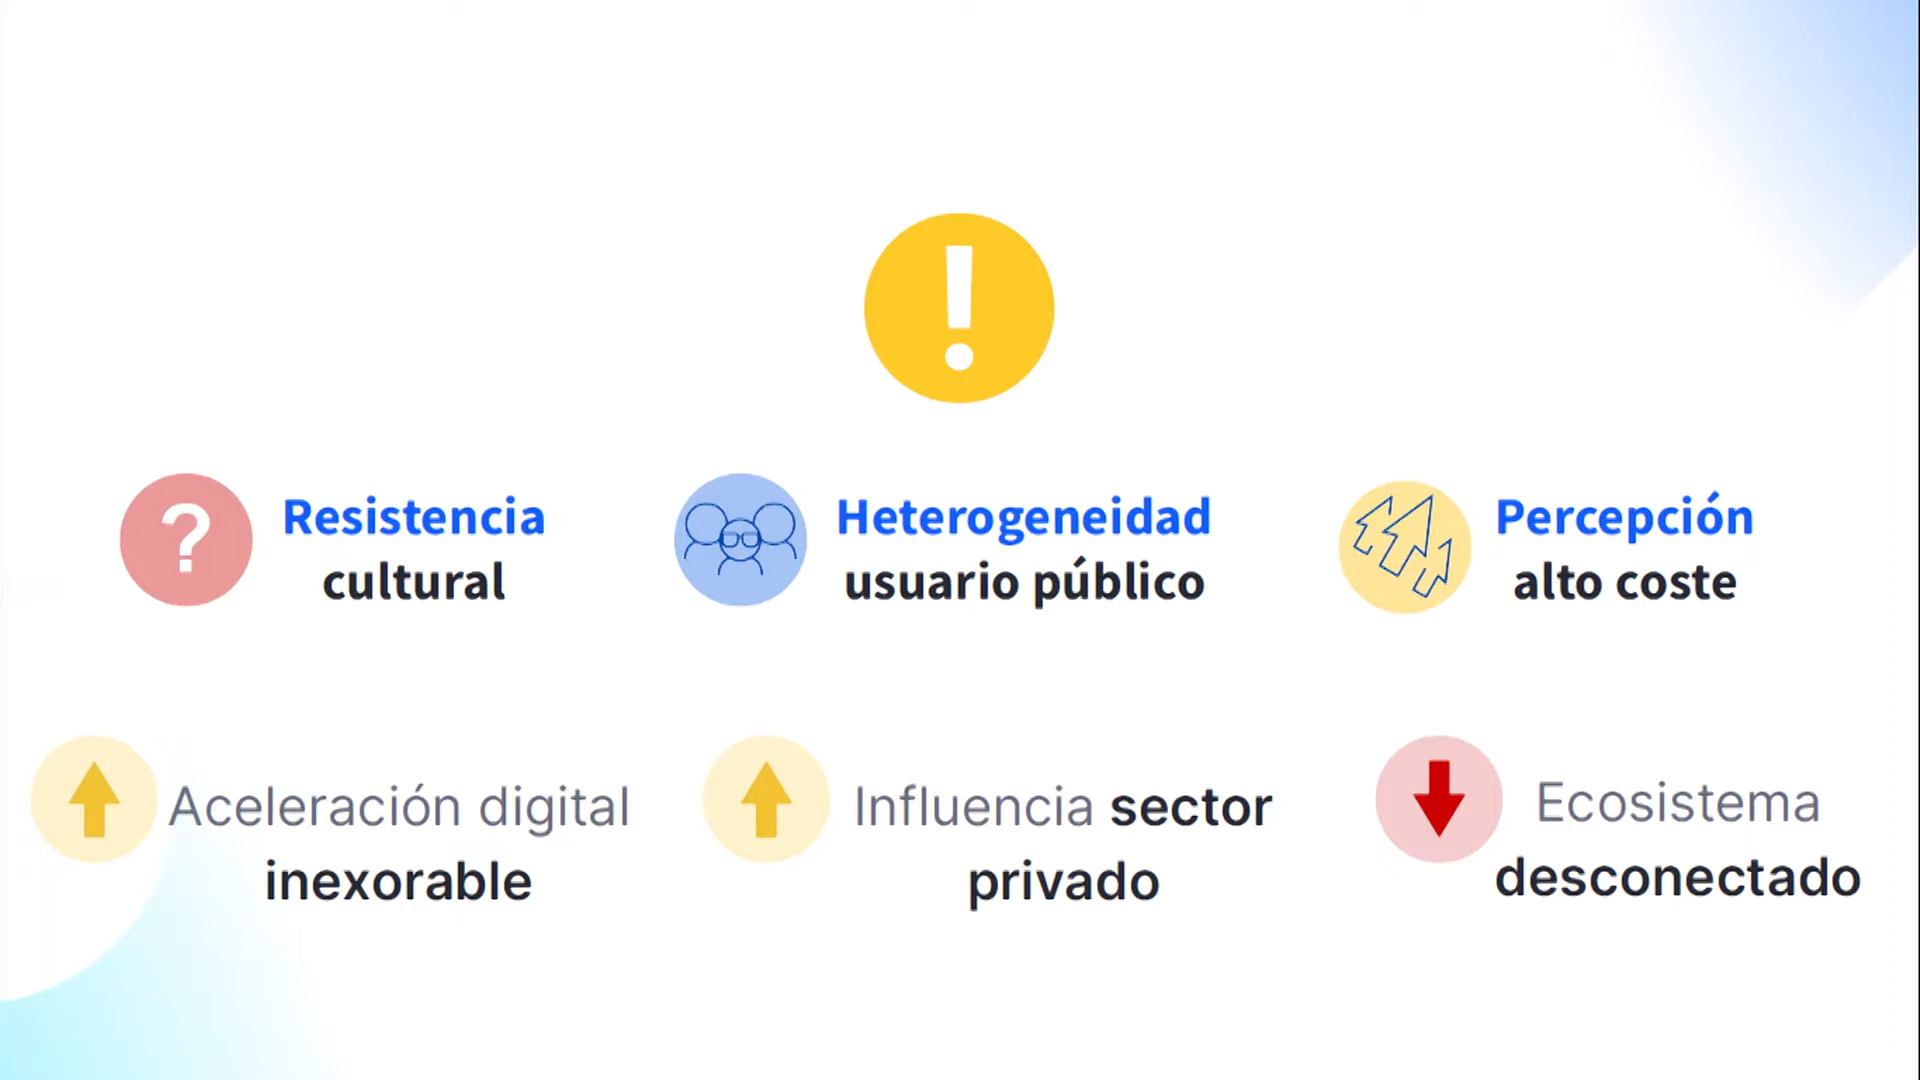 !
?
Resistencia
cultural
Heterogeneidad
usuario público
Percepción
alto coste
Aceleración digital
inexorable
Influencia sector
privado
Ecosistema
desconectado